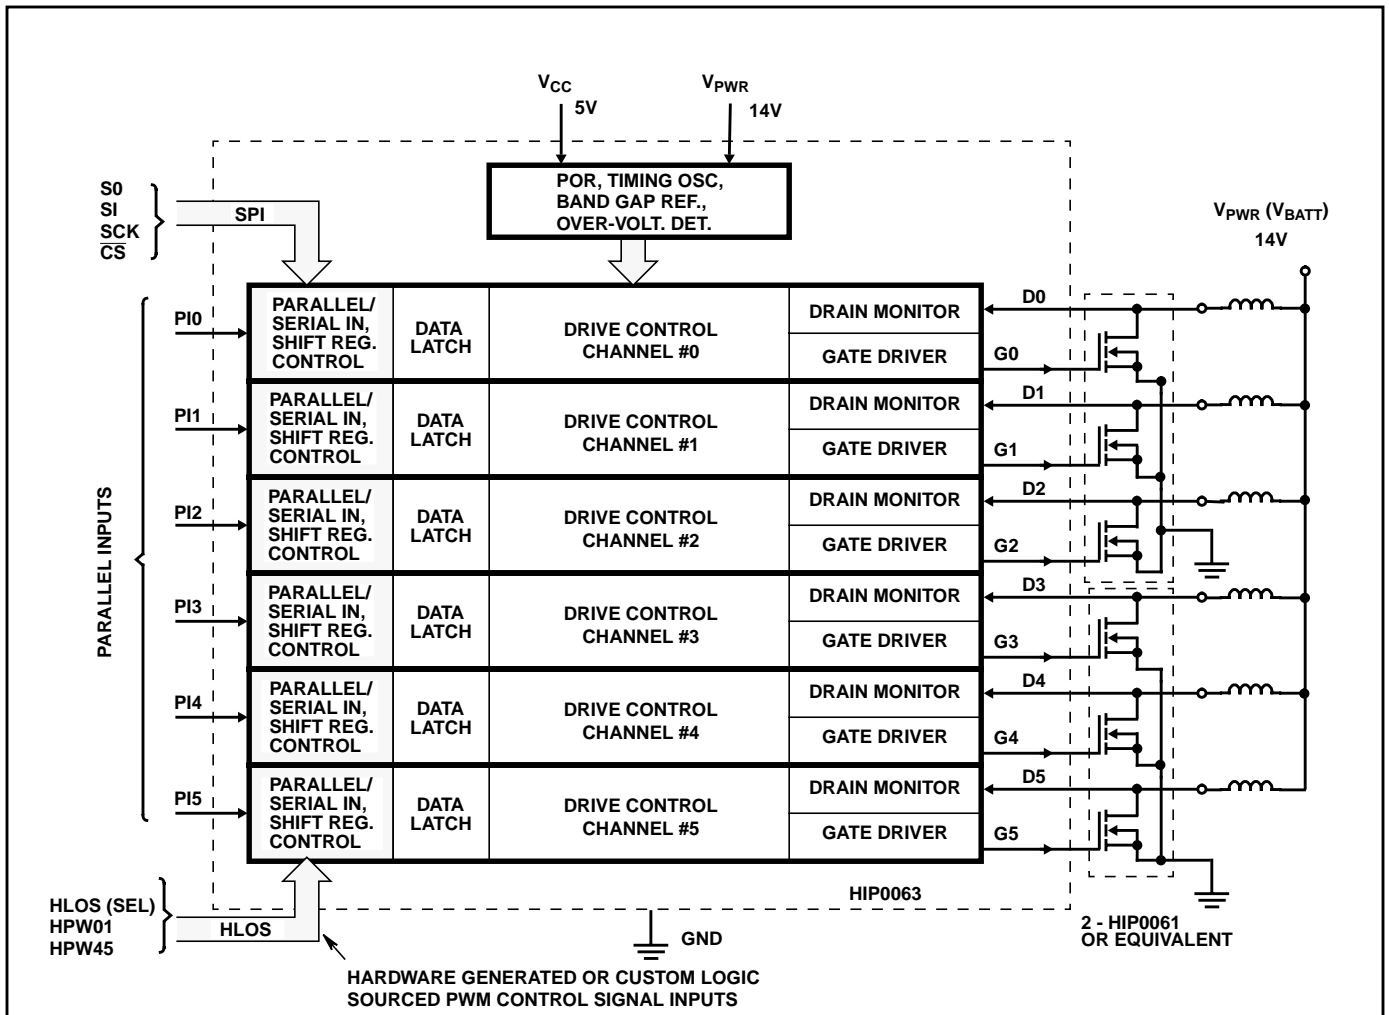 VCC
5V
VPWR
14V
POR, TIMING OSC,
BAND GAP REF.,
OVER-VOLT. DET.
S0
SI
SCK
C̅S̅
SPI
VPWR (VBATT)
14V
PARALLEL INPUTS
PI0
PARALLEL/
SERIAL IN,
SHIFT REG.
CONTROL
DATA
LATCH
DRIVE CONTROL
CHANNEL #0
DRAIN MONITOR
GATE DRIVER
D0
G0
PI1
PARALLEL/
SERIAL IN,
SHIFT REG.
CONTROL
DATA
LATCH
DRIVE CONTROL
CHANNEL #1
DRAIN MONITOR
GATE DRIVER
D1
G1
PI2
PARALLEL/
SERIAL IN,
SHIFT REG.
CONTROL
DATA
LATCH
DRIVE CONTROL
CHANNEL #2
DRAIN MONITOR
GATE DRIVER
D2
G2
PI3
PARALLEL/
SERIAL IN,
SHIFT REG.
CONTROL
DATA
LATCH
DRIVE CONTROL
CHANNEL #3
DRAIN MONITOR
GATE DRIVER
D3
G3
PI4
PARALLEL/
SERIAL IN,
SHIFT REG.
CONTROL
DATA
LATCH
DRIVE CONTROL
CHANNEL #4
DRAIN MONITOR
GATE DRIVER
D4
G4
PI5
PARALLEL/
SERIAL IN,
SHIFT REG.
CONTROL
DATA
LATCH
DRIVE CONTROL
CHANNEL #5
DRAIN MONITOR
GATE DRIVER
D5
G5
HIP0063
HLOS (SEL)
HPW01
HPW45
HLOS
GND
2 - HIP0061
OR EQUIVALENT
HARDWARE GENERATED OR CUSTOM LOGIC
SOURCED PWM CONTROL SIGNAL INPUTS